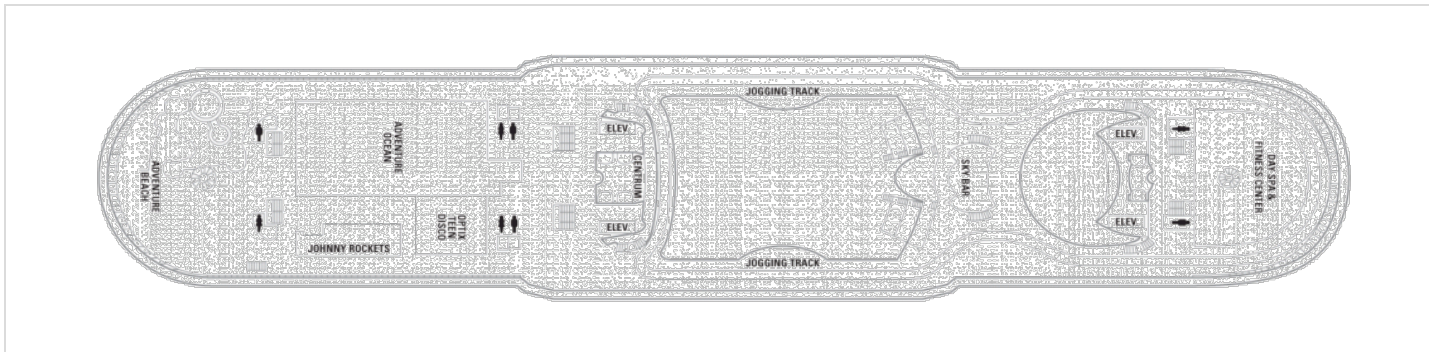 JOGGING TRACK
ADVENTURE
OCEAN
ELEV.
ELEV.
ADVENTURE
BEACH
CENTRUM
SKY BAR
DAY SPA &
FITNESS CENTER
OPTIX
TEEN
DISCO
ELEV.
ELEV.
JOHNNY ROCKETS
JOGGING TRACK